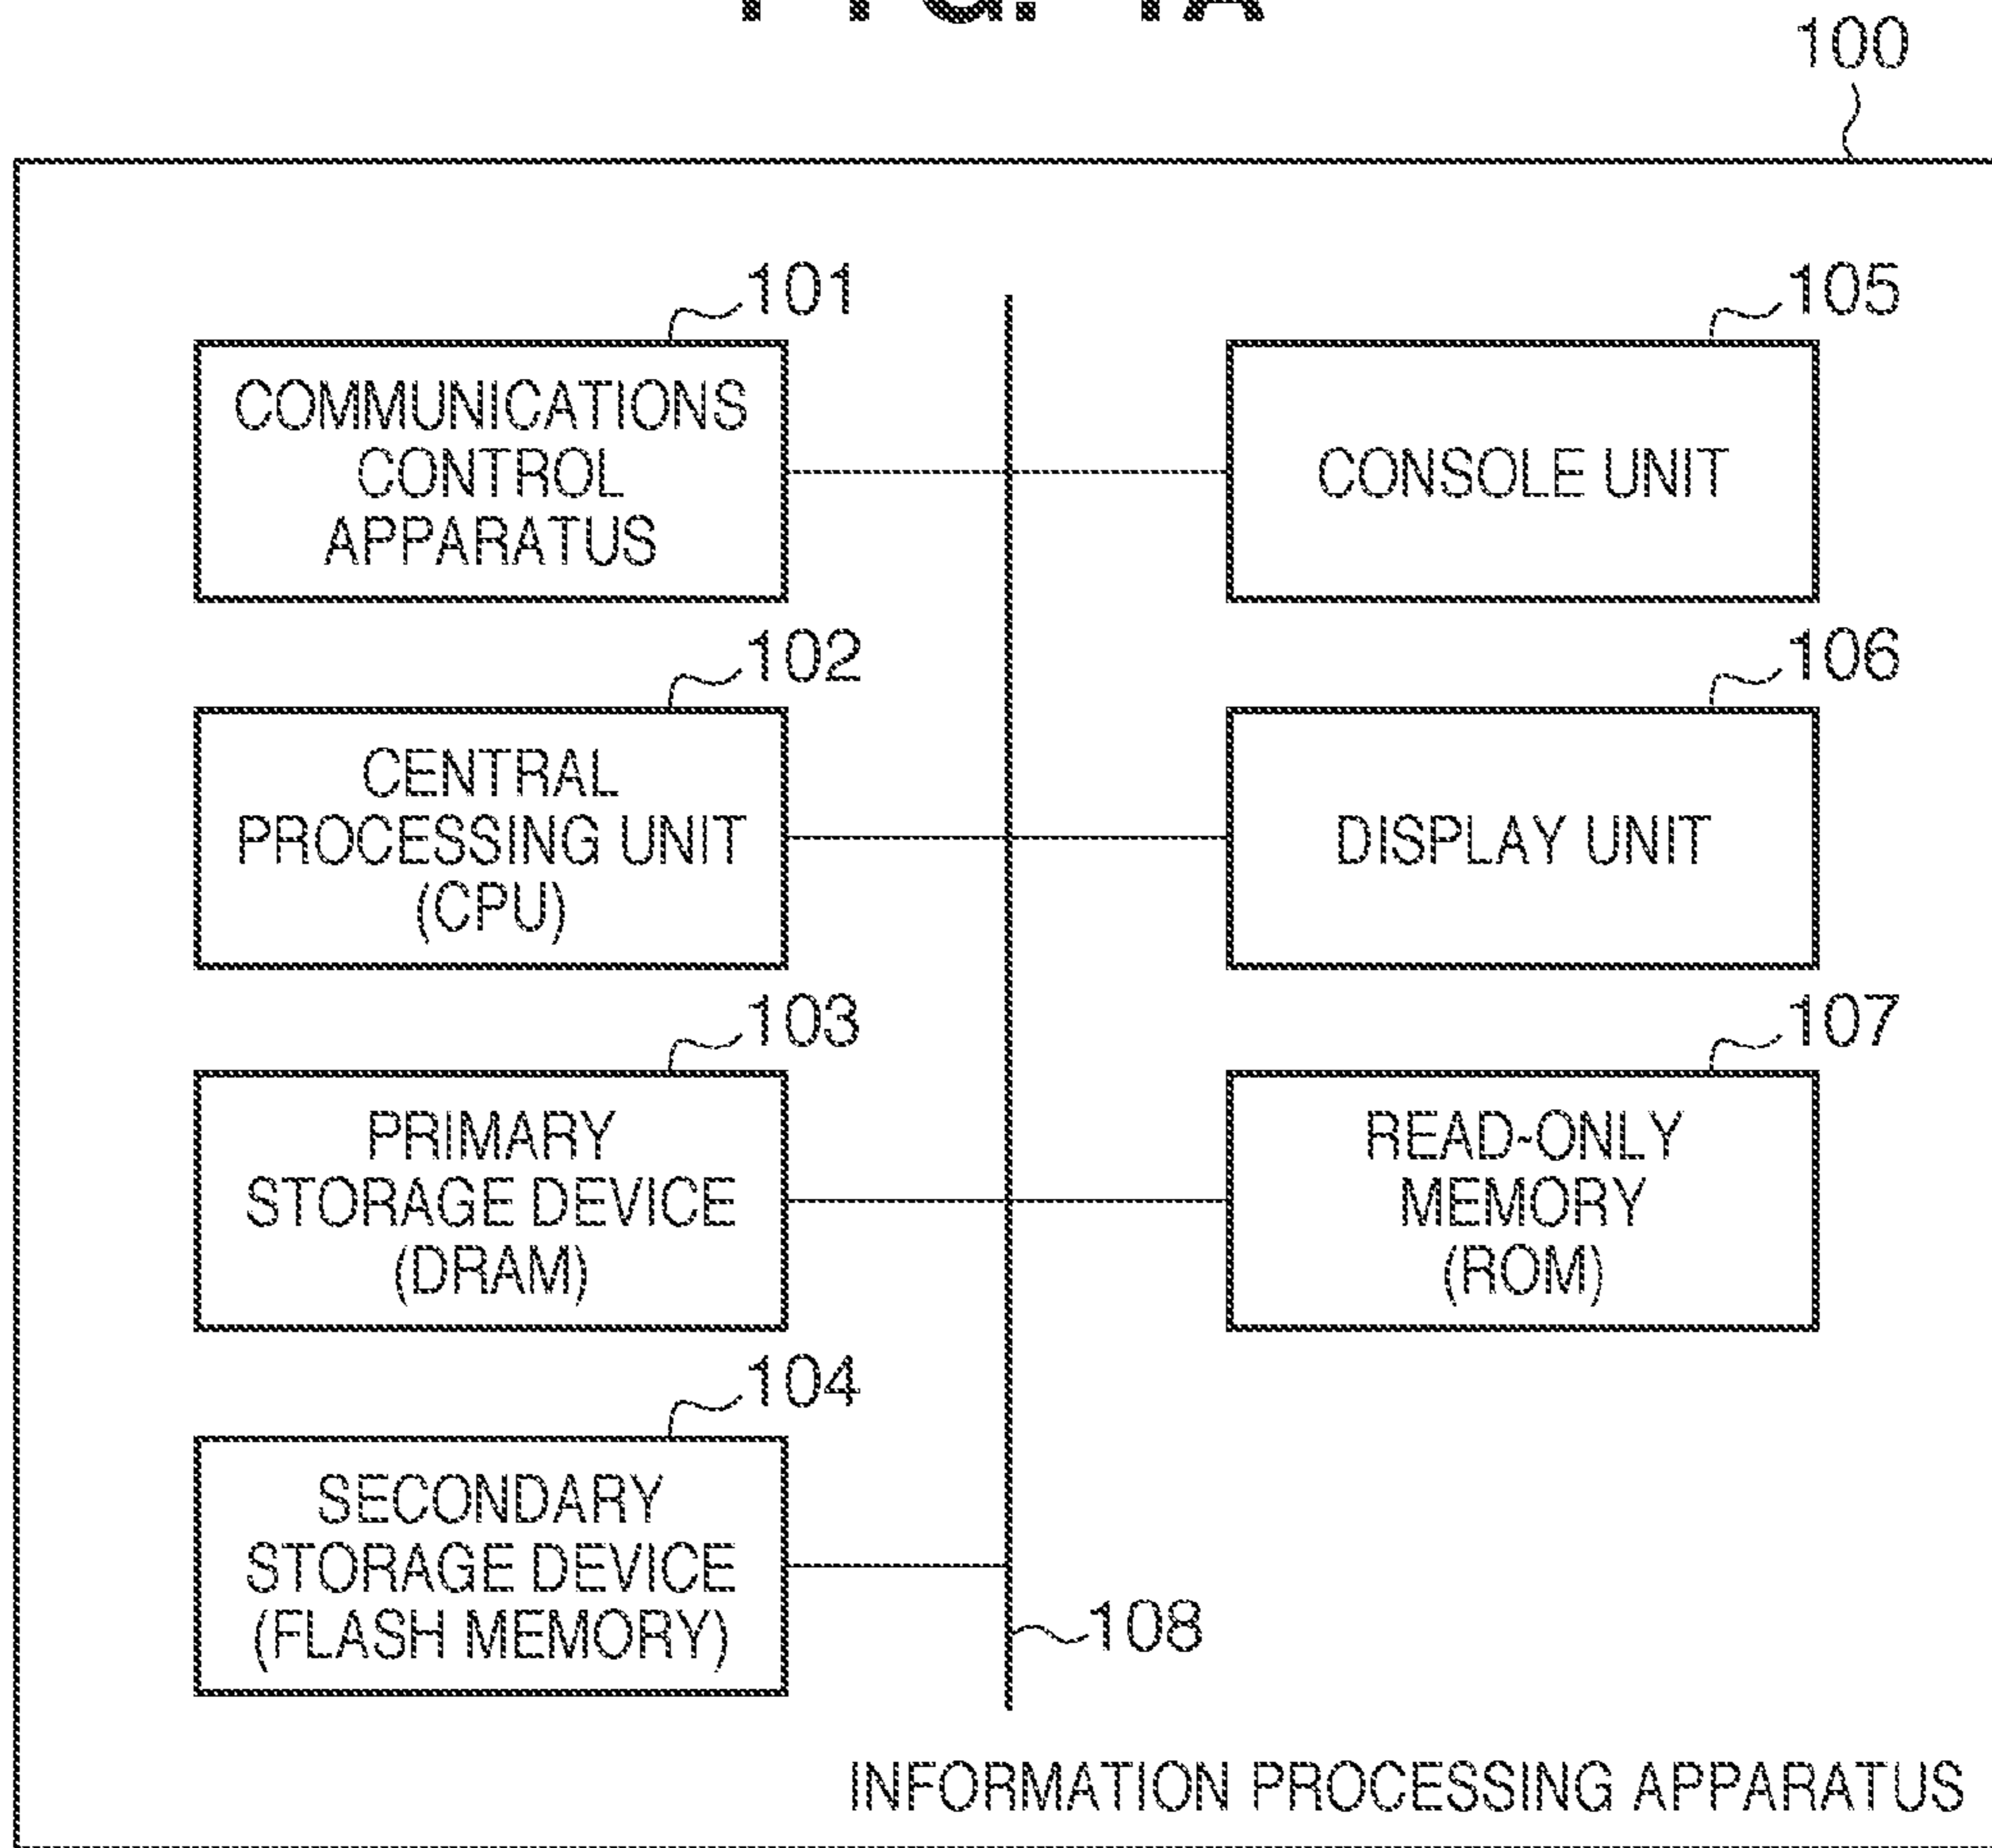 100
101
COMMUNICATIONS
CONTROL
APPARATUS
105
CONSOLE UNIT
102
CENTRAL
PROCESSING UNIT
(CPU)
106
DISPLAY UNIT
103
PRIMARY
STORAGE DEVICE
(DRAM)
107
READ-ONLY
MEMORY
(ROM)
104
SECONDARY
STORAGE DEVICE
(FLASH MEMORY)
108
INFORMATION PROCESSING APPARATUS